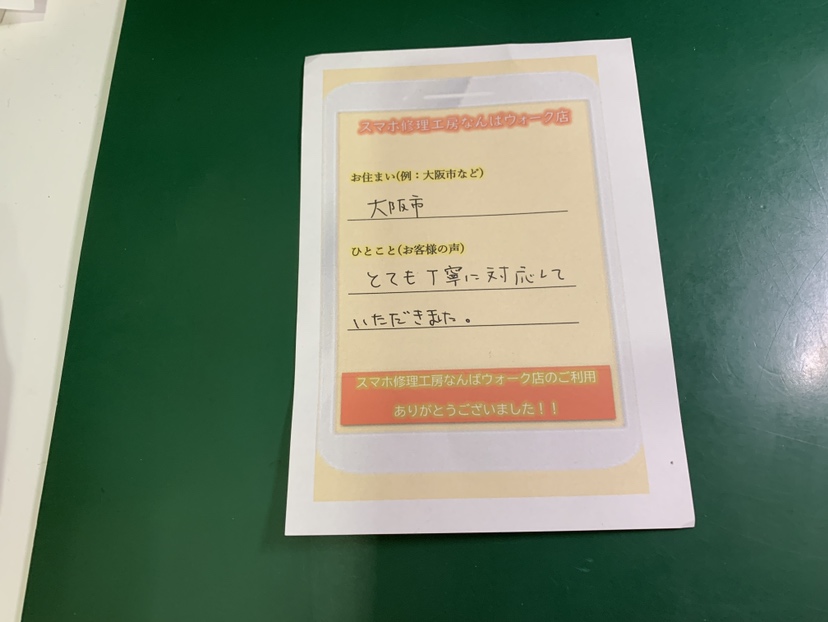 スマホ修理工房なんばウォーク店
お住まい(例：大阪市など)
大阪市
ひとこと(お客様の声)
とても丁寧に対応して
いただきました。
スマホ修理工房なんばウォーク店のご利用
ありがとうございました！！